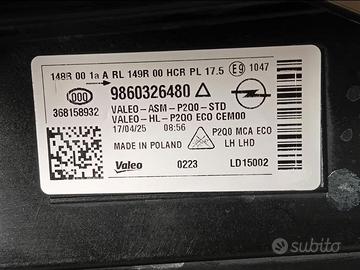 148R 00 1a A RL 149R 00 HCR PL 17.5 E9 1047
000
368158932
9860326480
VALEO-ASM-P2Q0-STD
VALEO-HL-P2Q0 ECO CEM00
17/04/25 08:56
P2Q0 MCA ECO
LH LHD
MADE IN POLAND
Valeo 0223 LD15002
subito